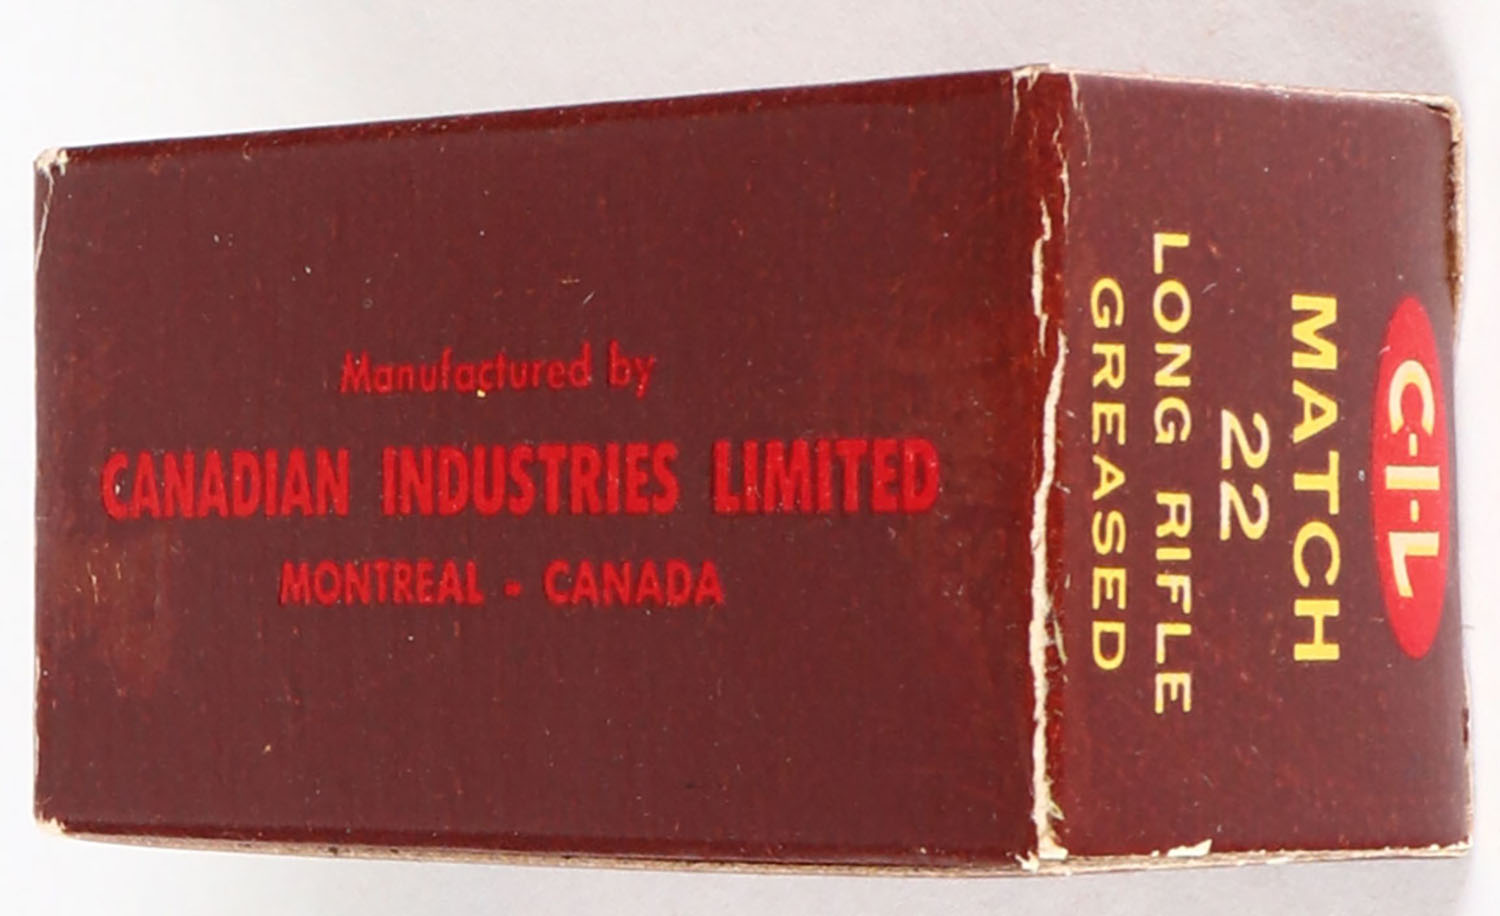 Manufactured by
CANADIAN INDUSTRIES LIMITED
MONTREAL - CANADA
C-I-L
MATCH
22
LONG RIFLE
GREASED